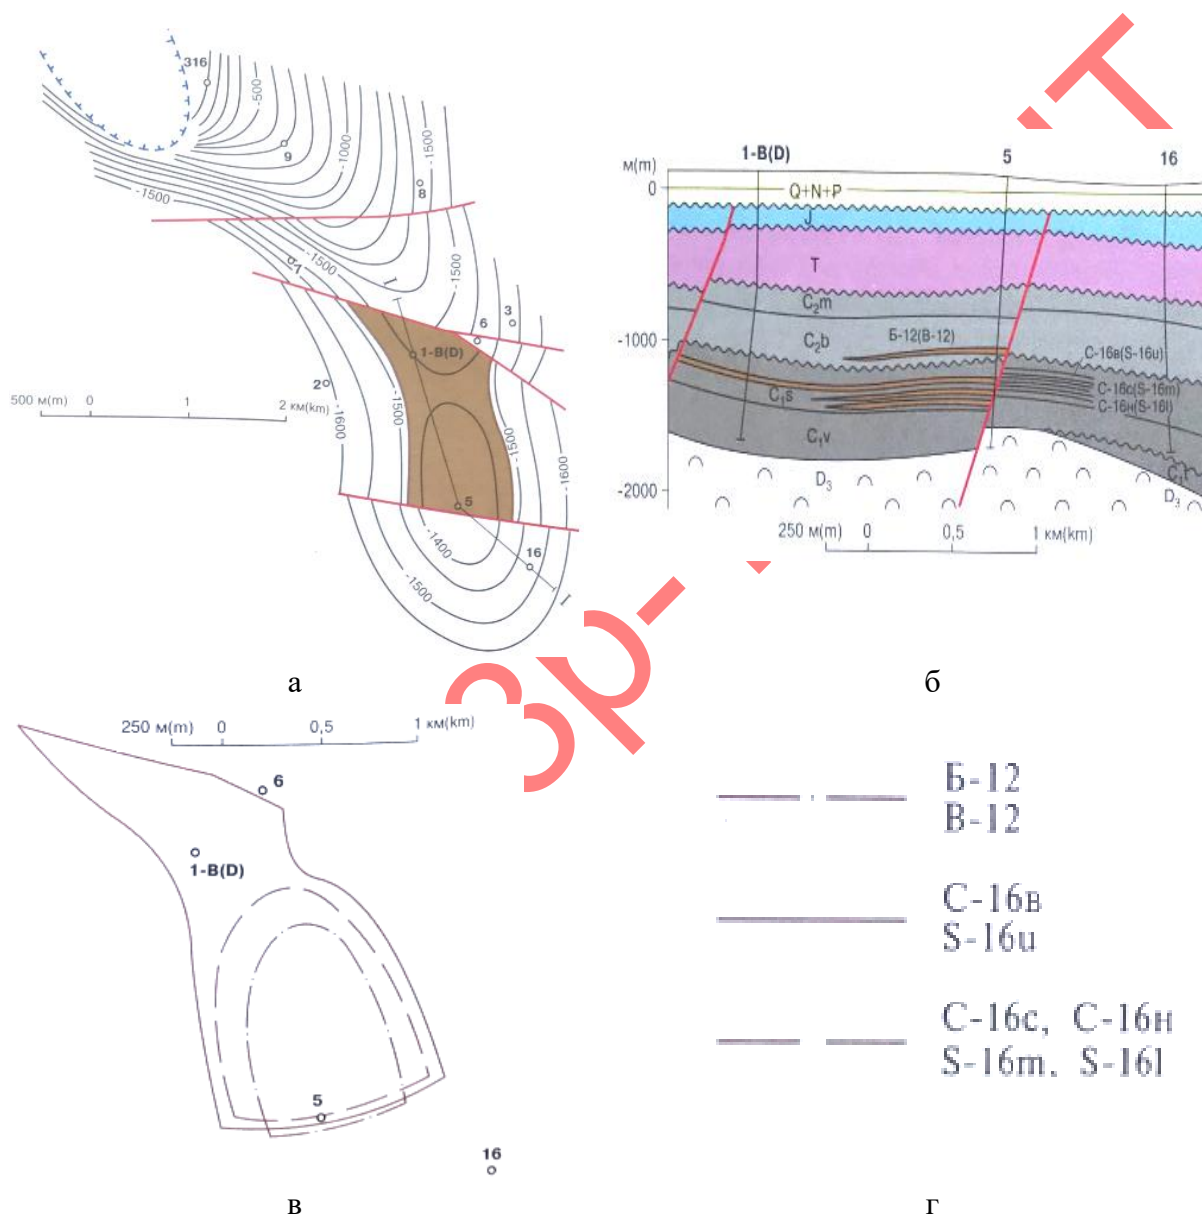 316
-500
9
-1000
-1500
8
-1500
-1500
1
-1500
I
3
6
1-В(D)
2
500 м(m) 0 1 2 км(km)
-1600
-1500
-1500
-1600
5
-1400
16
-1500
I
а
1-В(D) 5 16
м(m)
0
Q+N+P
J
T
C₂m
-1000
Б-12(В-12)
C₂b
С-16в(S-16u)
С-16с(S-16m)
С-16н(S-16l)
C₁s
C₁v
C₁t
-2000
D₃
D₃
250 м(m) 0 0,5 1 км(km)
б
250 м(m) 0 0,5 1 км(km)
6
1-В(D)
5
16
в
Б-12
В-12
С-16в
S-16u
С-16с, С-16н
S-16m, S-16l
г